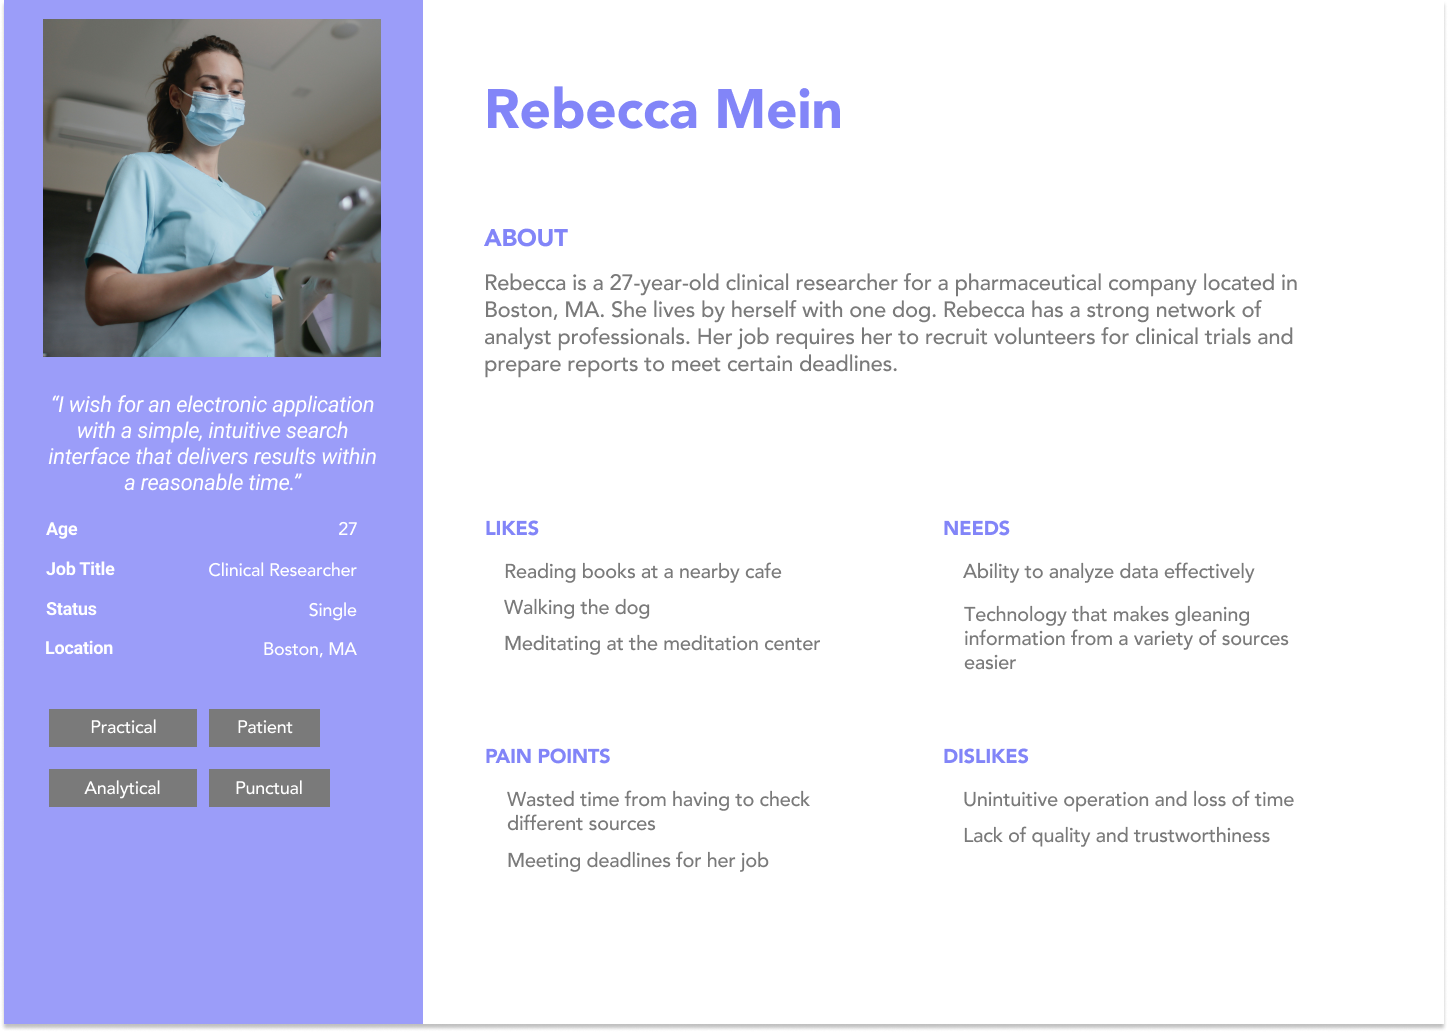 “I wish for an electronic application
with a simple, intuitive search
interface that delivers results within
a reasonable time.”
Age 27
Job Title Clinical Researcher
Status Single
Location Boston, MA
Practical Patient
Analytical Punctual
Rebecca Mein
ABOUT
Rebecca is a 27-year-old clinical researcher for a pharmaceutical company located in
Boston, MA. She lives by herself with one dog. Rebecca has a strong network of
analyst professionals. Her job requires her to recruit volunteers for clinical trials and
prepare reports to meet certain deadlines.
LIKES
Reading books at a nearby cafe
Walking the dog
Meditating at the meditation center
NEEDS
Ability to analyze data effectively
Technology that makes gleaning
information from a variety of sources
easier
PAIN POINTS
Wasted time from having to check
different sources
Meeting deadlines for her job
DISLIKES
Unintuitive operation and loss of time
Lack of quality and trustworthiness